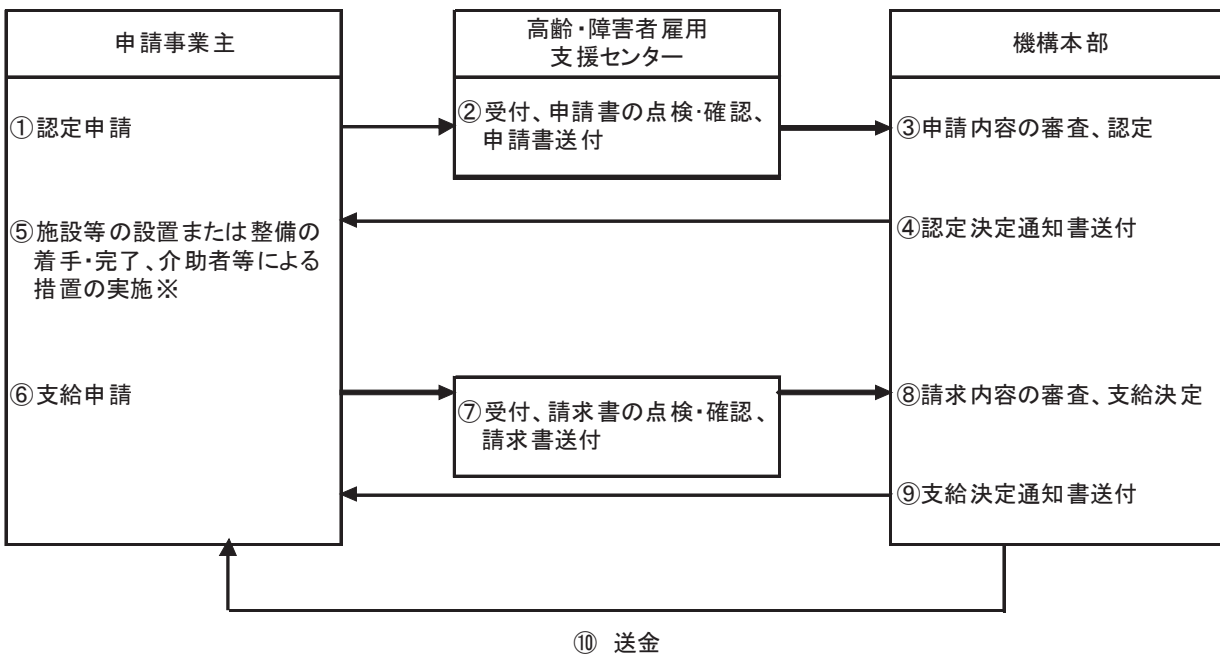 申請事業主
高齢・障害者雇用
支援センター
機構本部
①認定申請
②受付、申請書の点検・確認、
申請書送付
③申請内容の審査、認定
④認定決定通知書送付
⑤施設等の設置または整備の
着手・完了、介助者等による
措置の実施※
⑥支給申請
⑦受付、請求書の点検・確認、
請求書送付
⑧請求内容の審査、支給決定
⑨支給決定通知書送付
⑩ 送金